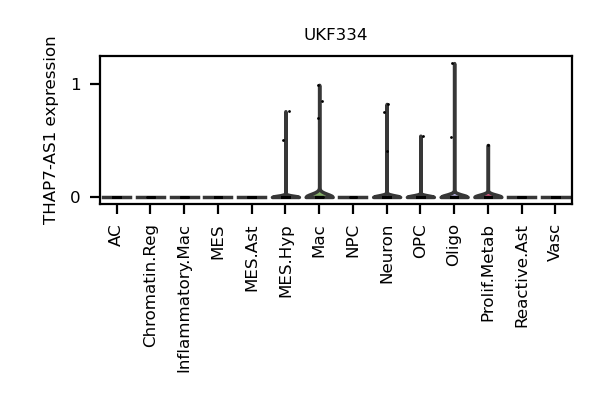 UKF334
THAP7-AS1 expression
1
0
AC
Chromatin.Reg
Inflammatory.Mac
MES
MES.Ast
MES.Hyp
Mac
NPC
Neuron
OPC
Oligo
Prolif.Metab
Reactive.Ast
Vasc